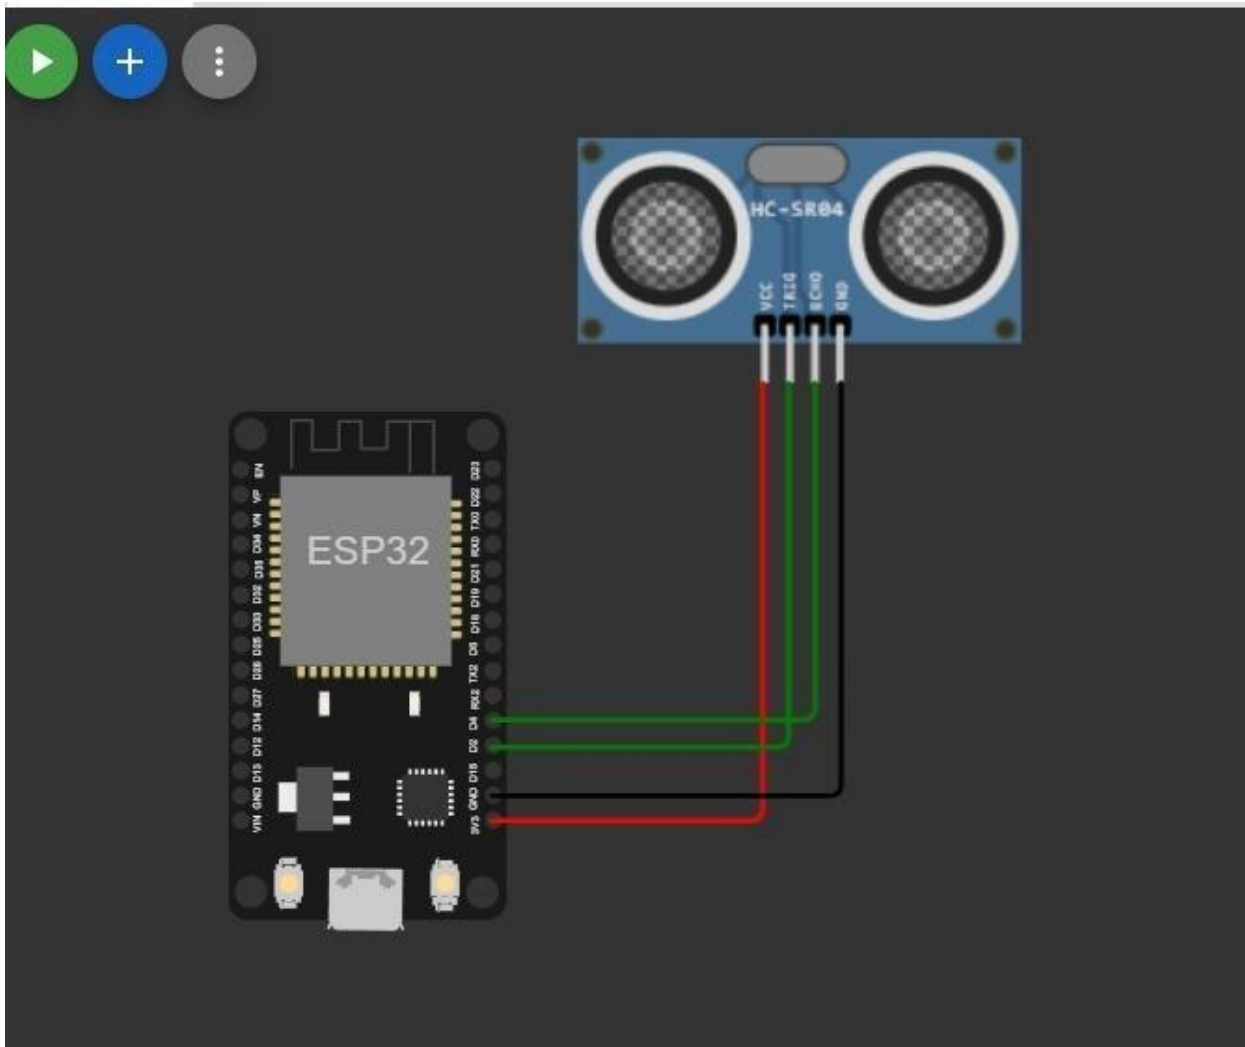 HC-SR04
VCC
TRIG
ECHO
GND
ESP32
EN
VP
VN
D34
D35
D32
D33
D25
D26
D27
D14
D12
D13
GND
VIN
D23
D22
TX0
RX0
D21
D19
D18
D5
TX2
RX2
D4
D2
D15
GND
3V3